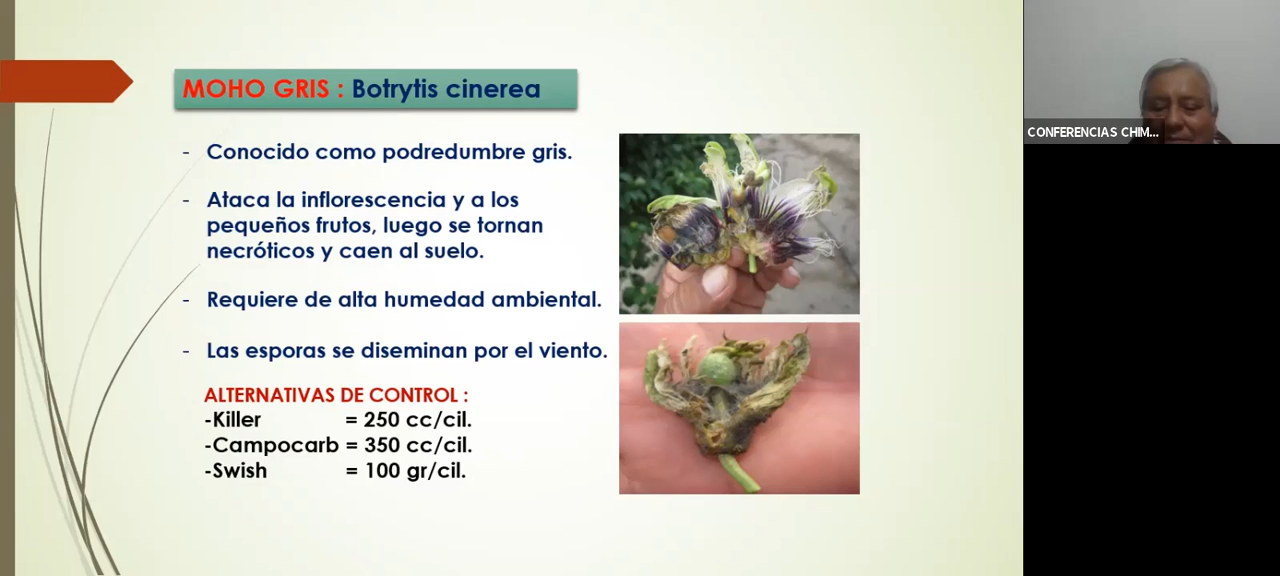 MOHO GRIS : Botrytis cinerea
- Conocido como podredumbre gris.
- Ataca la inflorescencia y a los
pequeños frutos, luego se tornan
necróticos y caen al suelo.
- Requiere de alta humedad ambiental.
- Las esporas se diseminan por el viento.
ALTERNATIVAS DE CONTROL :
-Killer = 250 cc/cil.
-Campocarb = 350 cc/cil.
-Swish = 100 gr/cil.
CONFERENCIAS CHIM...